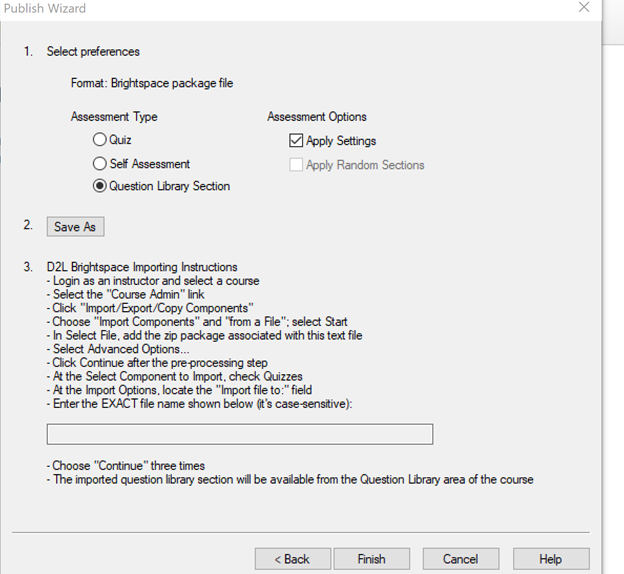 Publish Wizard
1. Select preferences
Format: Brightspace package file
Assessment Type
Assessment Options
Quiz
Apply Settings
Self Assessment
Apply Random Sections
Question Library Section
2. Save As
3. D2L Brightspace Importing Instructions
- Login as an instructor and select a course
- Select the "Course Admin" link
- Click "Import/Export/Copy Components"
- Choose "Import Components" and "from a File"; select Start
- In Select File, add the zip package associated with this text file
- Select Advanced Options...
- Click Continue after the pre-processing step
- At the Select Component to Import, check Quizzes
- At the Import Options, locate the "Import file to:" field
- Enter the EXACT file name shown below (it's case-sensitive):
- Choose "Continue" three times
- The imported question library section will be available from the Question Library area of the course
< Back
Finish
Cancel
Help